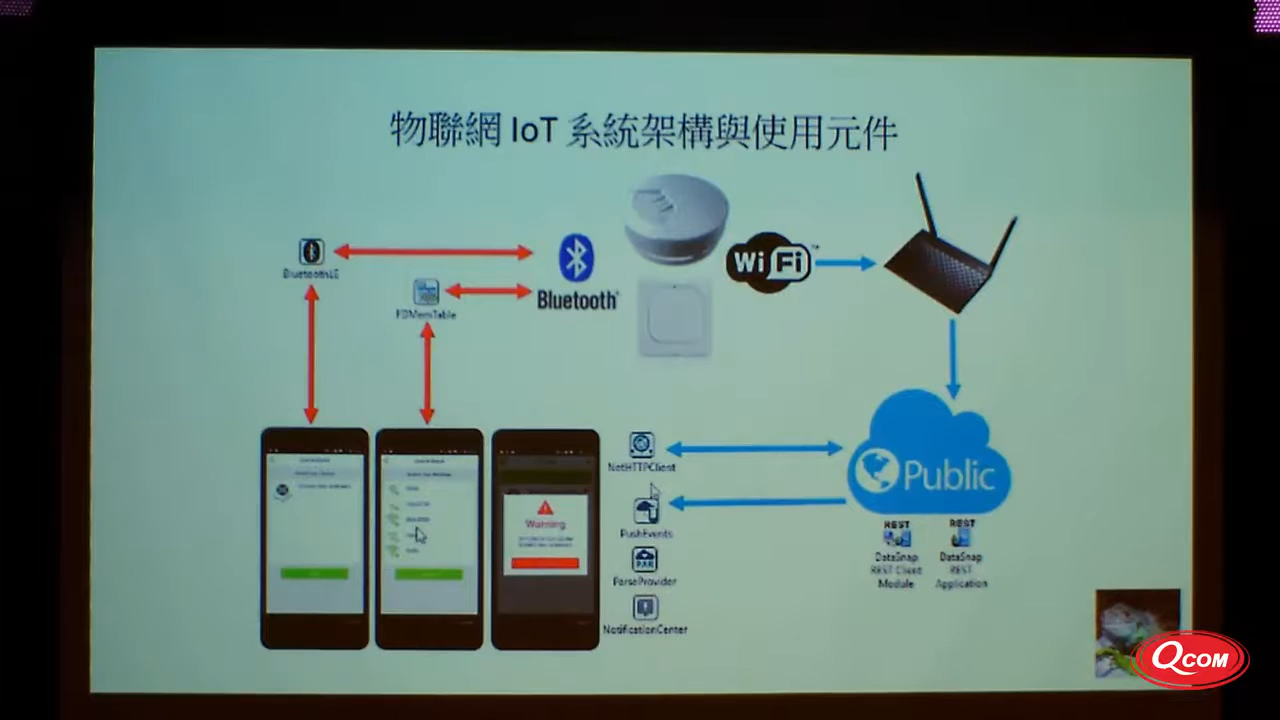 物聯網 IoT 系統架構與使用元件
BluetoothLE
FDMemTable
Bluetooth
WiFi
Public
NetHTTPClient
PushEvents
PAR
ParseProvider
NotificationCenter
REST
DataSnap
REST Client
Module
REST
DataSnap
REST
Application
Warning
QCOM